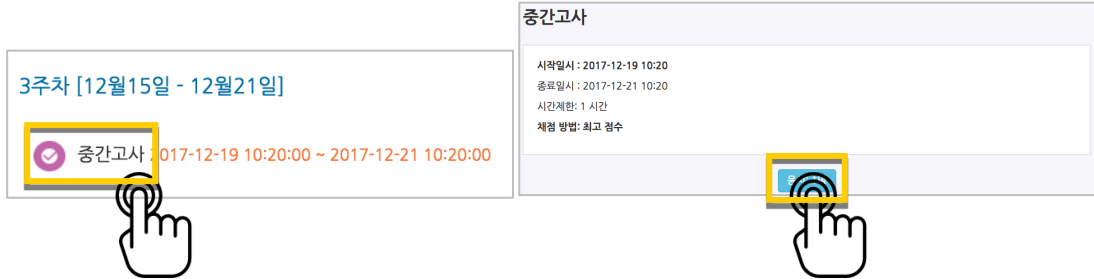 3주차 [12월15일 - 12월21일]
중간고사 2017-12-19 10:20:00 ~ 2017-12-21 10:20:00
중간고사
시작일시 : 2017-12-19 10:20
종료일시 : 2017-12-21 10:20
시간제한: 1 시간
채점 방법: 최고 점수